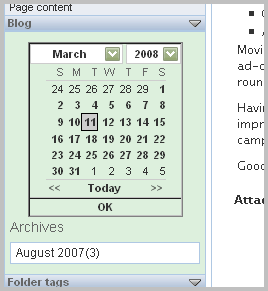 Page content
Blog
March 2008
S M T W T F S
24 25 26 27 28 29 1
2 3 4 5 6 7 8
9 10 11 12 13 14 15
16 17 18 19 20 21 22
23 24 25 26 27 28 29
30 31 1 2 3 4 5
<< Today >>
OK
Archives
August 2007(3)
Folder tags
Movi
ad-c
roun
Havin
impr
camp
Good
Attac